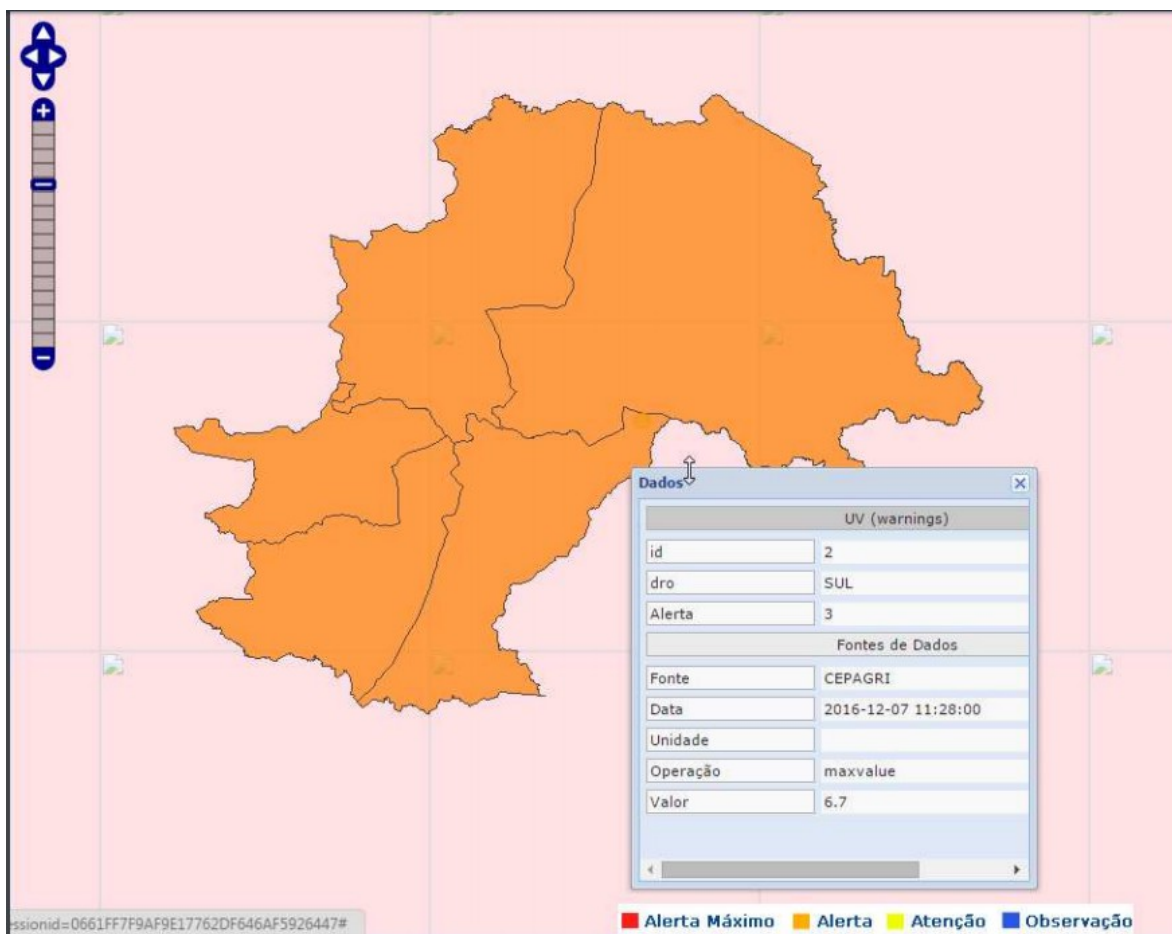 Dados
UV (warnings)
id 2
dro SUL
Alerta 3
Fontes de Dados
Fonte CEPAGRI
Data 2016-12-07 11:28:00
Unidade
Operação maxvalue
Valor 6.7
Alerta Máximo Alerta Atenção Observação
essionid=0661FF7F9AF9E17762DF646AF5926447#